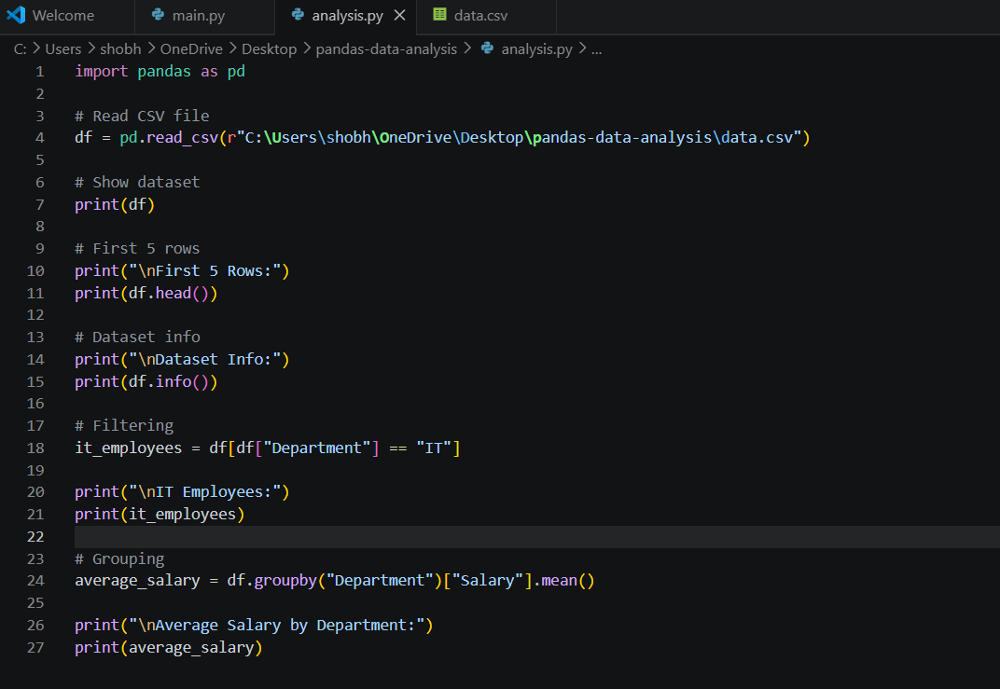 Welcome main.py analysis.py data.csv
C: > Users > shobh > OneDrive > Desktop > pandas-data-analysis > analysis.py > ...
1 import pandas as pd
2
3 # Read CSV file
4 df = pd.read_csv(r"C:\Users\shobh\OneDrive\Desktop\pandas-data-analysis\data.csv")
5
6 # Show dataset
7 print(df)
8
9 # First 5 rows
10 print("\nFirst 5 Rows:")
11 print(df.head())
12
13 # Dataset info
14 print("\nDataset Info:")
15 print(df.info())
16
17 # Filtering
18 it_employees = df[df["Department"] == "IT"]
19
20 print("\nIT Employees:")
21 print(it_employees)
22
23 # Grouping
24 average_salary = df.groupby("Department")["Salary"].mean()
25
26 print("\nAverage Salary by Department:")
27 print(average_salary)